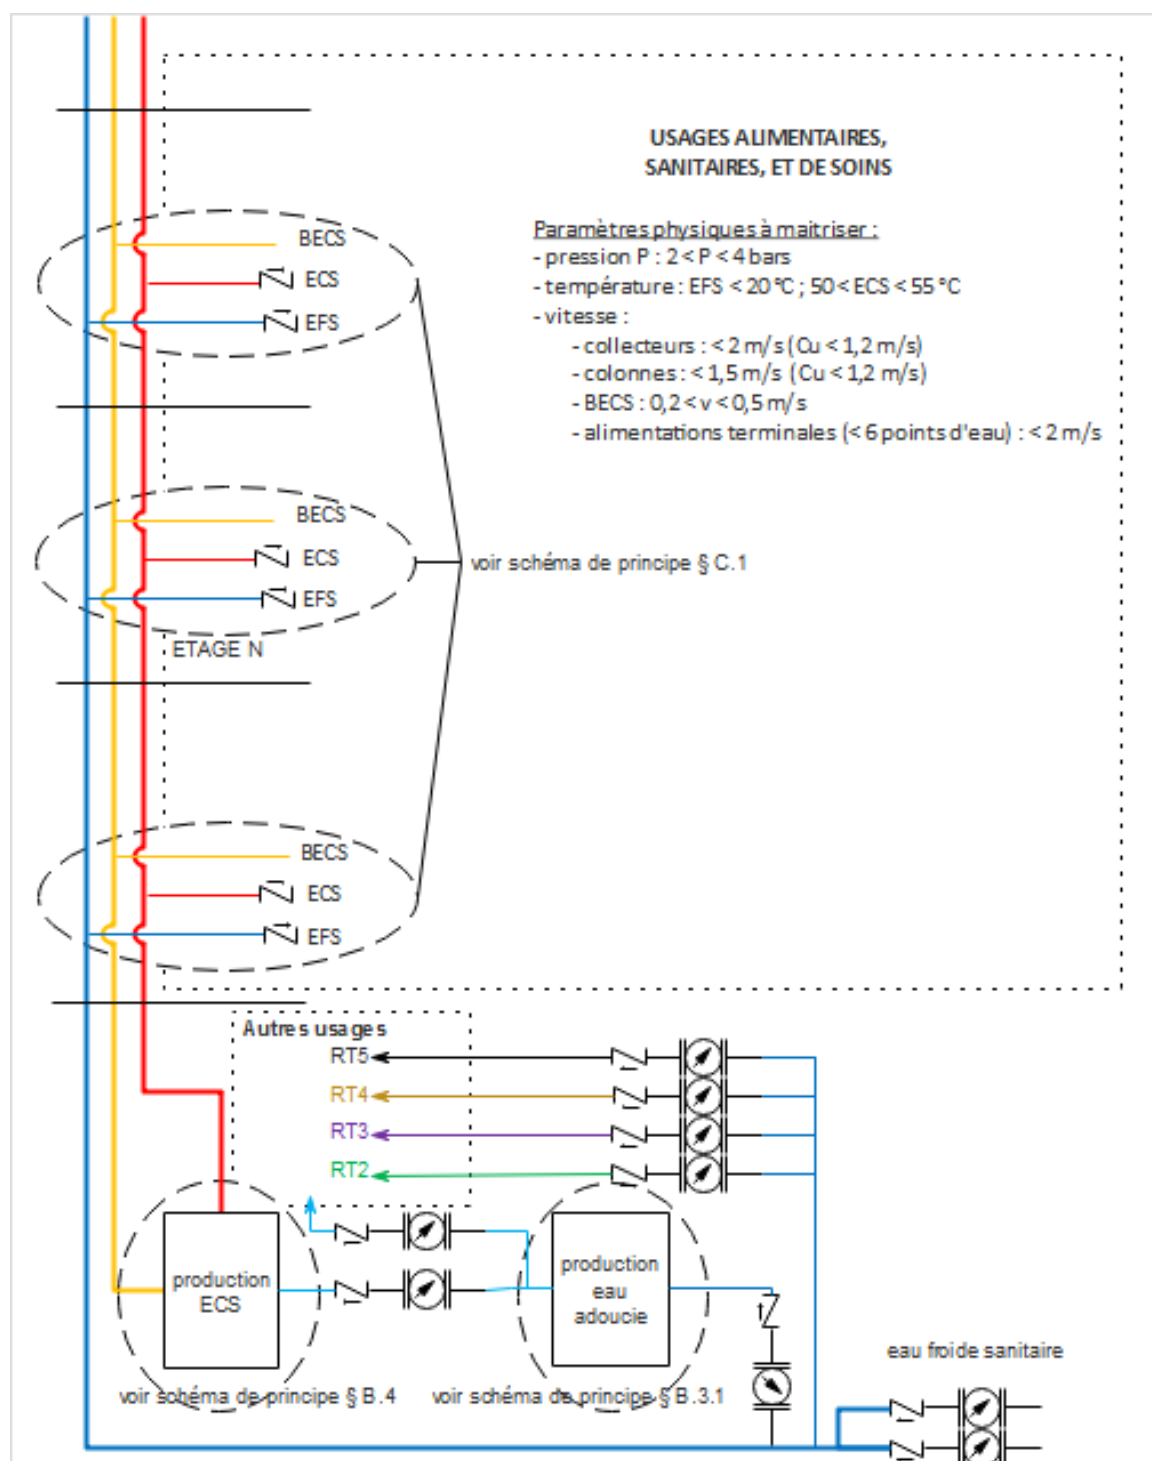 USAGES ALIMENTAIRES,
SANITAIRES, ET DE SOINS
Paramètres physiques à maitriser :
- pression P : 2 < P < 4 bars
- température : EFS < 20 °C ; 50 < ECS < 55 °C
- vitesse :
- collecteurs : < 2 m/s (Cu < 1,2 m/s)
- colonnes : < 1,5 m/s (Cu < 1,2 m/s)
- BECS : 0,2 < v < 0,5 m/s
- alimentations terminales (< 6 points d'eau) : < 2 m/s
BECS
ECS
EFS
BECS
ECS
EFS
voir schéma de principe § C.1
ETAGE N
BECS
ECS
EFS
Autres usages
RT5
RT4
RT3
RT2
production
ECS
production
eau
adoucie
voir schéma de principe § B.4
voir schéma de principe § B.3.1
eau froide sanitaire